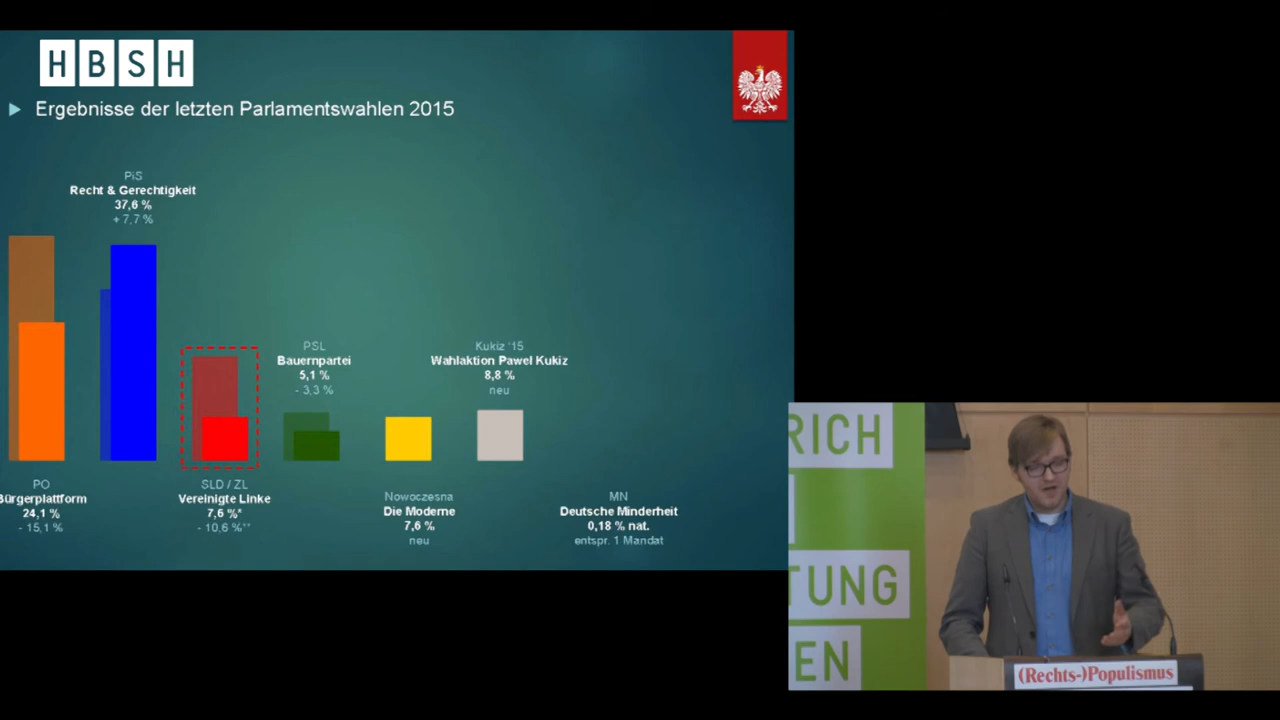 HBSH
Ergebnisse der letzten Parlamentswahlen 2015
PiS
Recht & Gerechtigkeit
37,6 %
+ 7,7 %
PSL
Bauernpartei
5,1 %
- 3,3 %
Kukiz ‘15
Wahlaktion Pawel Kukiz
8,8 %
neu
PO
Bürgerplattform
24,1 %
- 15,1 %
SLD / ZL
Vereinigte Linke
7,6 %*
- 10,6 %**
Nowoczesna
Die Moderne
7,6 %
neu
MN
Deutsche Minderheit
0,18 % nat.
entspr. 1 Mandat
RICH
TUNG
EN
(Rechts-)Populismus